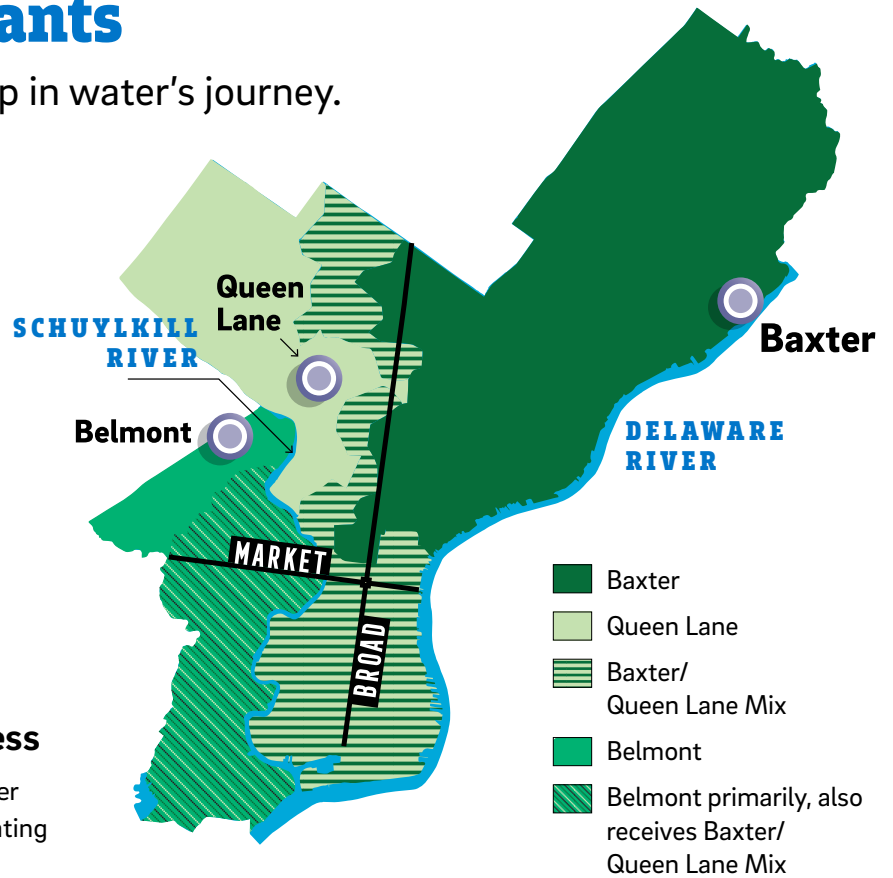 ants
p in water's journey.
Queen
Lane
SCHUYLKILL
RIVER
Belmont
Baxter
DELAWARE
RIVER
MARKET
BROAD
Baxter
Queen Lane
Baxter/
Queen Lane Mix
Belmont
Belmont primarily, also
receives Baxter/
Queen Lane Mix
ess
er
ting